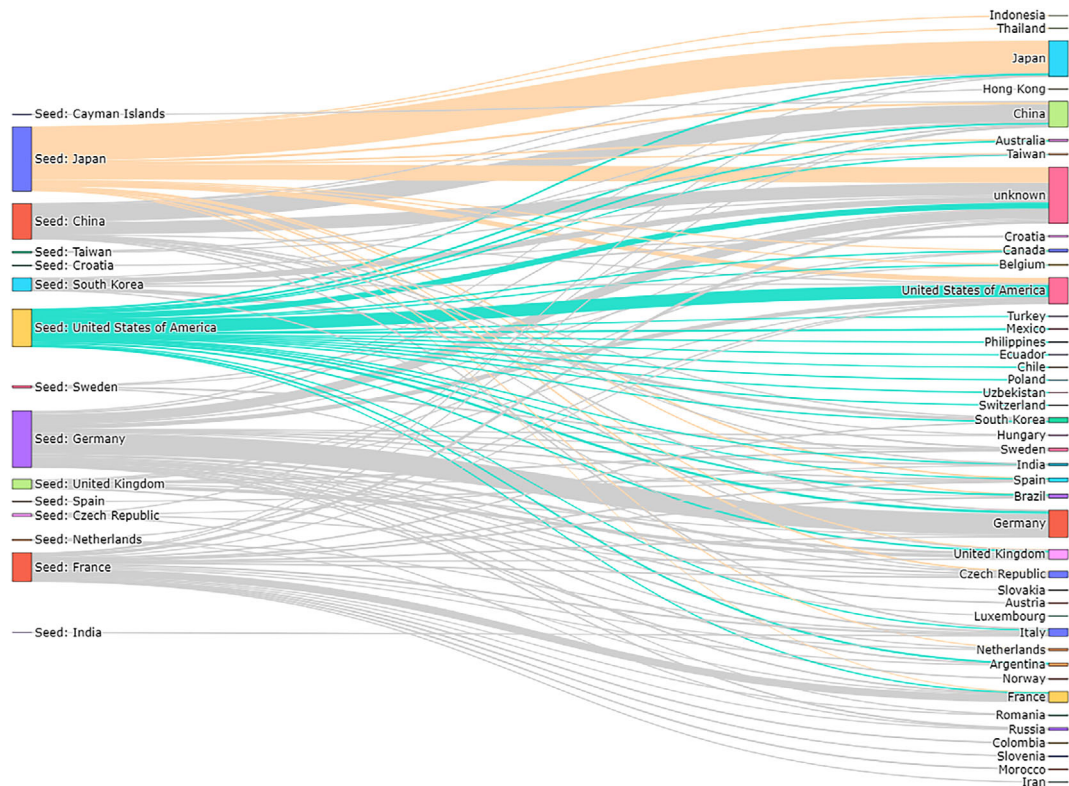 Seed: Cayman Islands
Seed: Japan
Seed: China
Seed: Taiwan
Seed: Croatia
Seed: South Korea
Seed: United States of America
Seed: Sweden
Seed: Germany
Seed: United Kingdom
Seed: Spain
Seed: Czech Republic
Seed: Netherlands
Seed: France
Seed: India
Indonesia
Thailand
Japan
Hong Kong
China
Australia
Taiwan
unknown
Croatia
Canada
Belgium
United States of America
Turkey
Mexico
Philippines
Ecuador
Chile
Poland
Uzbekistan
Switzerland
South Korea
Hungary
Sweden
India
Spain
Brazil
Germany
United Kingdom
Czech Republic
Slovakia
Austria
Luxembourg
Italy
Netherlands
Argentina
Norway
France
Romania
Russia
Colombia
Slovenia
Morocco
Iran